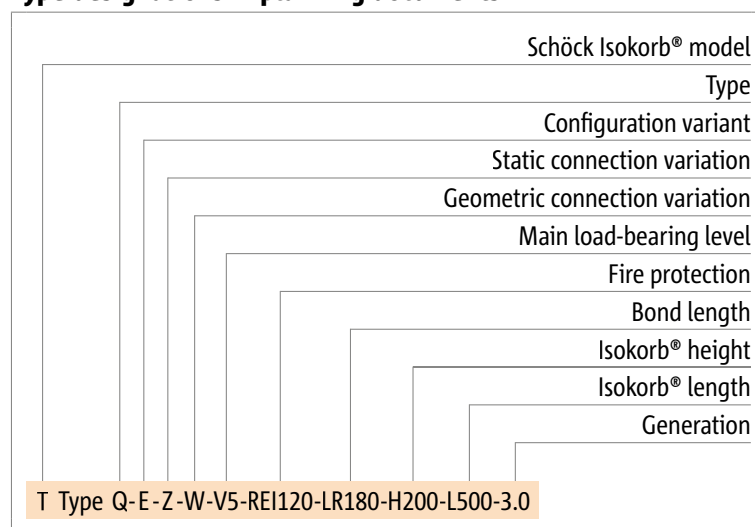 Schöck Isokorb® model
Type
Configuration variant
Static connection variation
Geometric connection variation
Main load-bearing level
Fire protection
Bond length
Isokorb® height
Isokorb® length
Generation
T Type Q-E-Z-W-V5-REI120-LR180-H200-L500-3.0